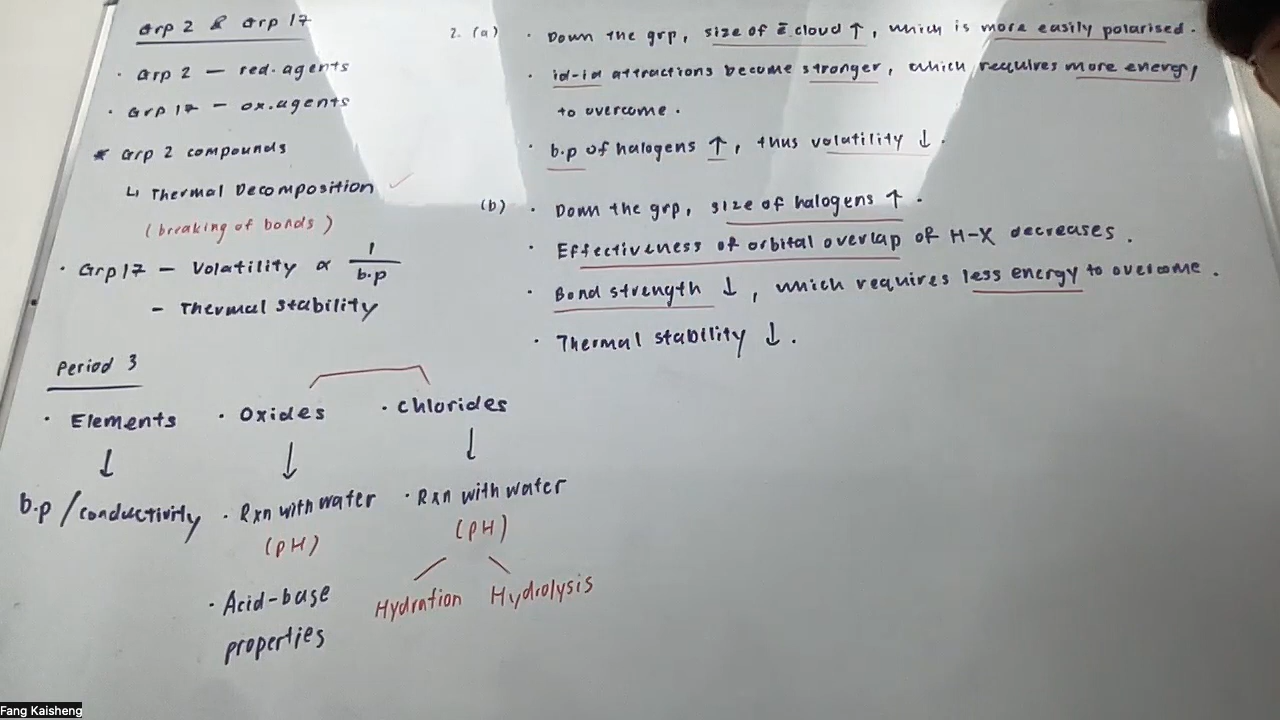 Grp 2 & Grp 17
· Grp 2 — red. agents
· Grp 17 — ox. agents
* Grp 2 compounds
↳ Thermal Decomposition ✓
(breaking of bonds)
· Grp 17 — Volatility ∝ 1/b.p
— Thermal stability
Period 3
· Elements · Oxides · Chlorides
↓ ↓ ↓
b.p / conductivity · Rxn with water · Rxn with water
(pH) (pH)
· Acid-base Hydration Hydrolysis
properties
2. (a) · Down the grp, size of ē cloud ↑, which is more easily polarised.
· id-id attractions become stronger, which requires more energy
to overcome.
· b.p of halogens ↑, thus volatility ↓.
(b) · Down the grp, size of halogens ↑.
· Effectiveness of orbital overlap of H-X decreases.
· Bond strength ↓, which requires less energy to overcome.
· Thermal stability ↓.
Fang Kaisheng